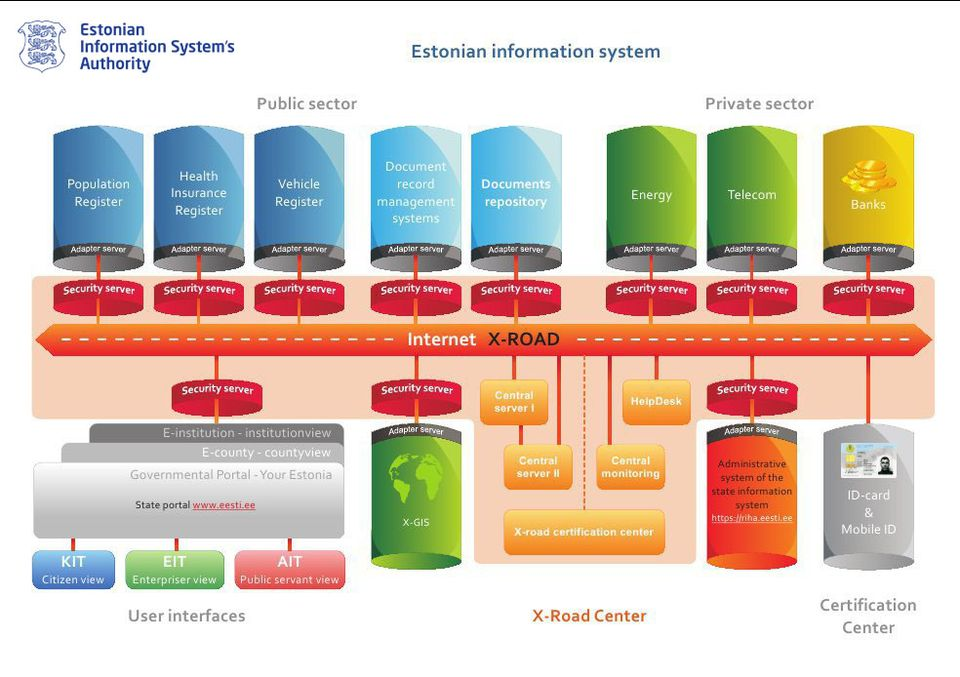 Estonian
Information System's
Authority
Estonian information system
Public sector
Private sector
Population
Register
Adapter server
Health
Insurance
Register
Adapter server
Vehicle
Register
Adapter server
Document
record
management
systems
Adapter server
Documents
repository
Adapter server
Energy
Adapter server
Telecom
Adapter server
Banks
Adapter server
Security server
Security server
Security server
Security server
Security server
Security server
Security server
Security server
Internet X-ROAD
Security server
Security server
Security server
Central
server I
HelpDesk
Central
server II
Central
monitoring
X-road certification center
E-institution - institutionview
E-county - countyview
Governmental Portal - Your Estonia
State portal www.eesti.ee
KIT
Citizen view
EIT
Enterpriser view
AIT
Public servant view
Adapter server
X-GIS
Adapter server
Administrative
system of the
state information
system
https://riha.eesti.ee
ID-card
&
Mobile ID
User interfaces
X-Road Center
Certification
Center